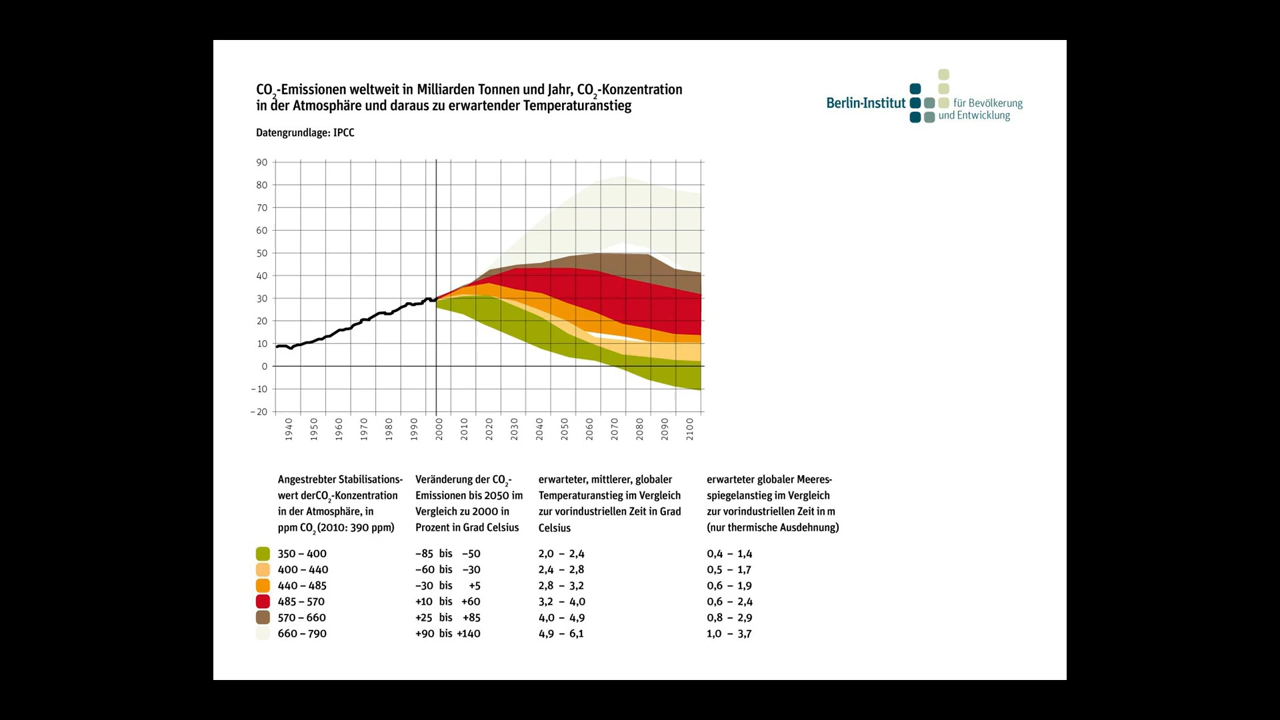 CO2-Emissionen weltweit in Milliarden Tonnen und Jahr, CO2-Konzentration
in der Atmosphäre und daraus zu erwartender Temperaturanstieg
Berlin-Institut für Bevölkerung
und Entwicklung
Datengrundlage: IPCC
90
80
70
60
50
40
30
20
10
0
–10
–20
1940 1950 1960 1970 1980 1990 2000 2010 2020 2030 2040 2050 2060 2070 2080 2090 2100
Angestrebter Stabilisations-
wert derCO2-Konzentration
in der Atmosphäre, in
ppm CO2 (2010: 390 ppm)
Veränderung der CO2-
Emissionen bis 2050 im
Vergleich zu 2000 in
Prozent in Grad Celsius
erwarteter, mittlerer, globaler
Temperaturanstieg im Vergleich
zur vorindustriellen Zeit in Grad
Celsius
erwarteter globaler Meeres-
spiegelanstieg im Vergleich
zur vorindustriellen Zeit in m
(nur thermische Ausdehnung)
350 – 400 –85 bis –50 2,0 – 2,4 0,4 – 1,4
400 – 440 –60 bis –30 2,4 – 2,8 0,5 – 1,7
440 – 485 –30 bis +5 2,8 – 3,2 0,6 – 1,9
485 – 570 +10 bis +60 3,2 – 4,0 0,6 – 2,4
570 – 660 +25 bis +85 4,0 – 4,9 0,8 – 2,9
660 – 790 +90 bis +140 4,9 – 6,1 1,0 – 3,7